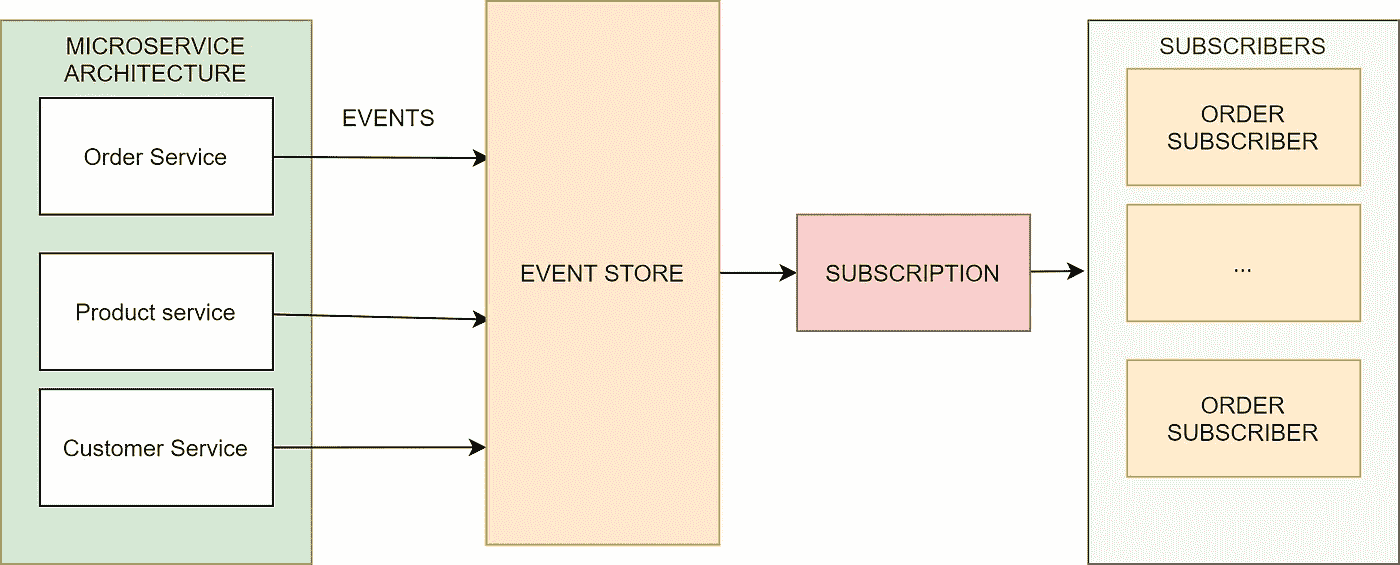 MICROSERVICE
ARCHITECTURE
Order Service
Product service
Customer Service
EVENTS
EVENT STORE
SUBSCRIPTION
SUBSCRIBERS
ORDER
SUBSCRIBER
...
ORDER
SUBSCRIBER